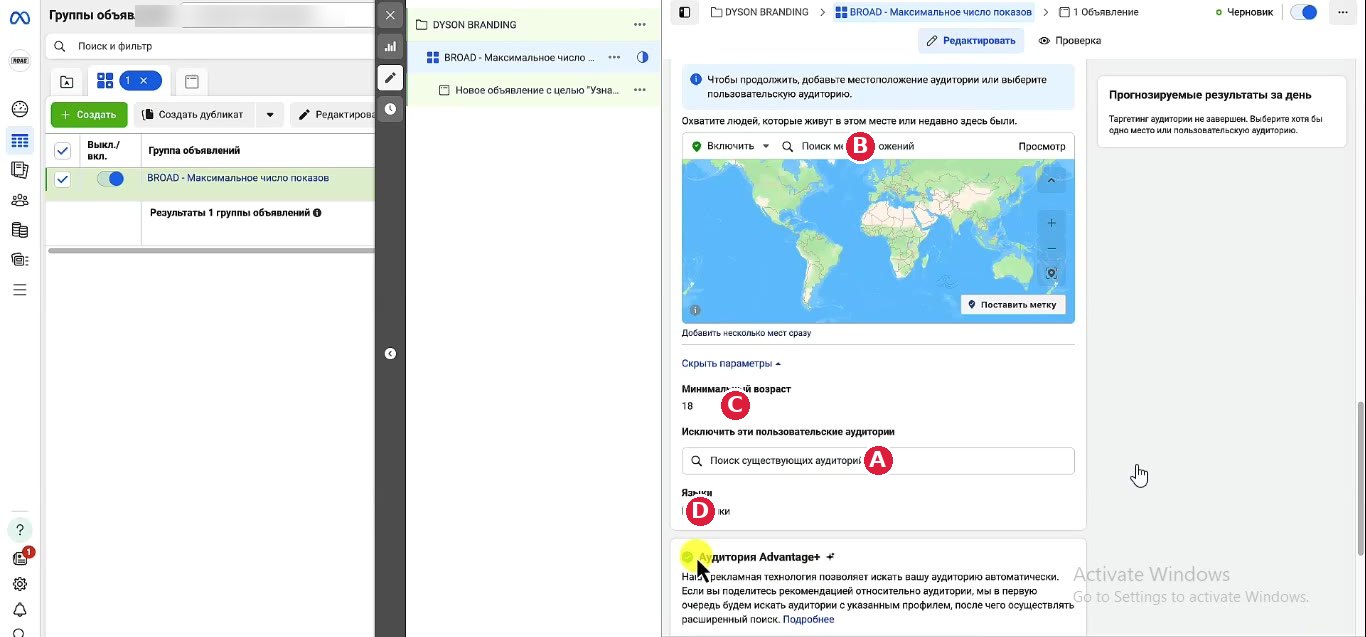 Группы объяв
Поиск и фильтр
1
Создать
Создать дубликат
Редактирова
Выкл./
вкл.
Группа объявлений
BROAD - Максимальное число показов
Результаты 1 группы объявлений
?
1
DYSON BRANDING
BROAD - Максимальное число ...
Новое объявление с целью "Узна...
DYSON BRANDING
BROAD - Максимальное число показов
1 Объявление
Черновик
Редактировать
Проверка
Чтобы продолжить, добавьте местоположение аудитории или выберите
пользовательскую аудиторию.
Охватите людей, которые живут в этом месте или недавно здесь были.
Включить
Поиск
B
ожений
Просмотр
Поставить метку
Добавить несколько мест сразу
Скрыть параметры
Минимальный возраст
18
C
Исключить эти пользовательские аудитории
Поиск существующих аудиторий
A
Языки
D
Аудитория Advantage+
рекламная технология позволяет искать вашу аудиторию автоматически.
Если вы поделитесь рекомендацией относительно аудитории, мы в первую
очередь будем искать аудитории с указанным профилем, после чего осуществлять
расширенный поиск. Подробнее
Прогнозируемые результаты за день
Таргетинг аудитории не завершен. Выберите хотя бы
одно место или пользовательскую аудиторию.
Activate Windows
Go to Settings to activate Windows.